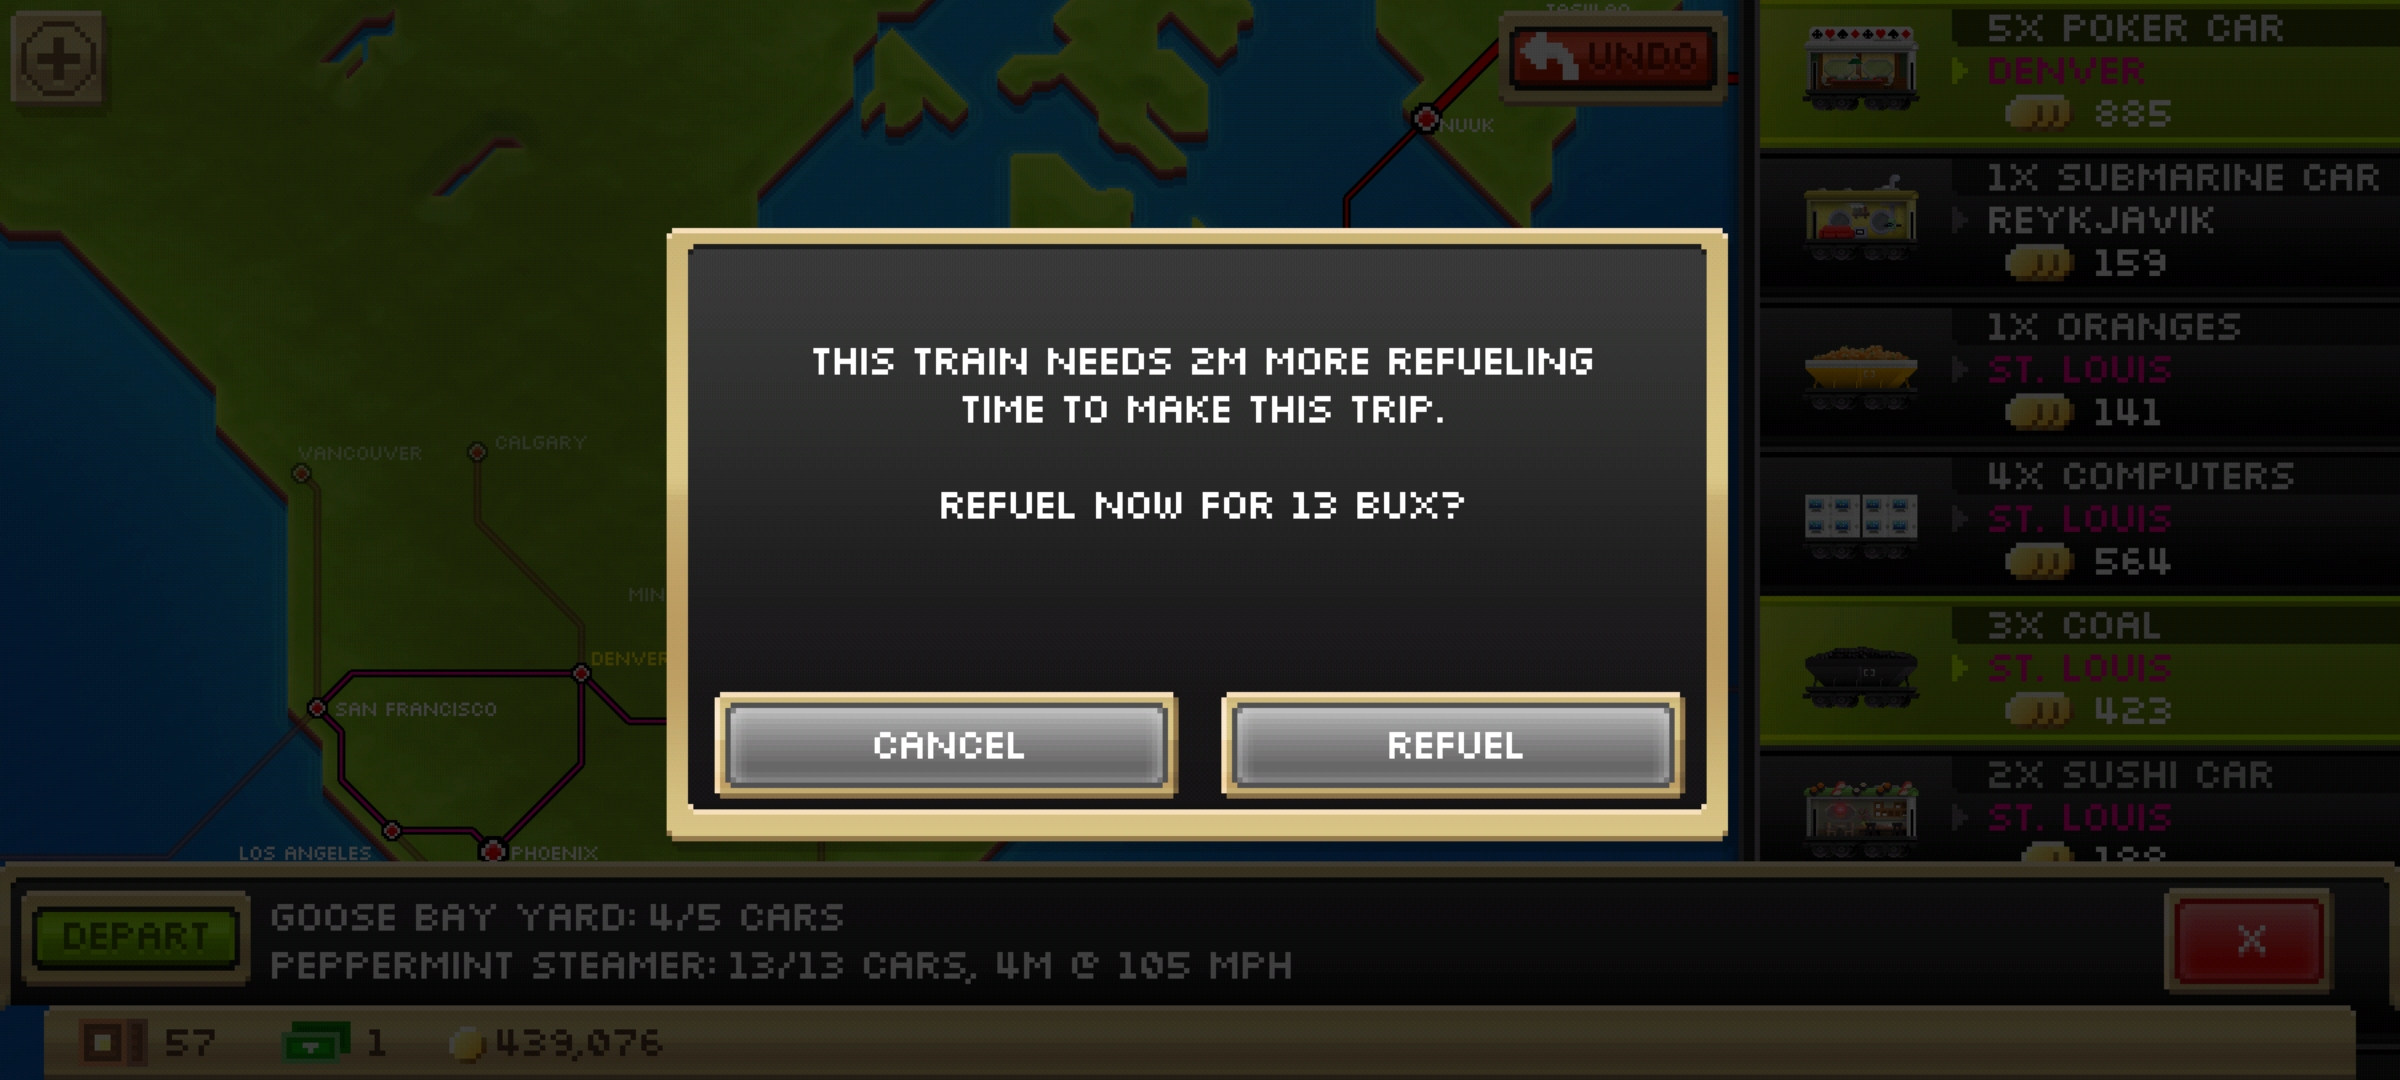 UNDO
NUUK
VANCOUVER
CALGARY
DENVER
SAN FRANCISCO
LOS ANGELES
PHOENIX
THIS TRAIN NEEDS 2M MORE REFUELING
TIME TO MAKE THIS TRIP.
REFUEL NOW FOR 13 BUX?
CANCEL
REFUEL
5X POKER CAR
DENVER
885
1X SUBMARINE CAR
REYKJAVIK
159
1X ORANGES
ST. LOUIS
141
4X COMPUTERS
ST. LOUIS
564
3X COAL
ST. LOUIS
423
2X SUSHI CAR
ST. LOUIS
DEPART
GOOSE BAY YARD: 4/5 CARS
PEPPERMINT STEAMER: 13/13 CARS, 4M @ 105 MPH
X
57
1
439,076